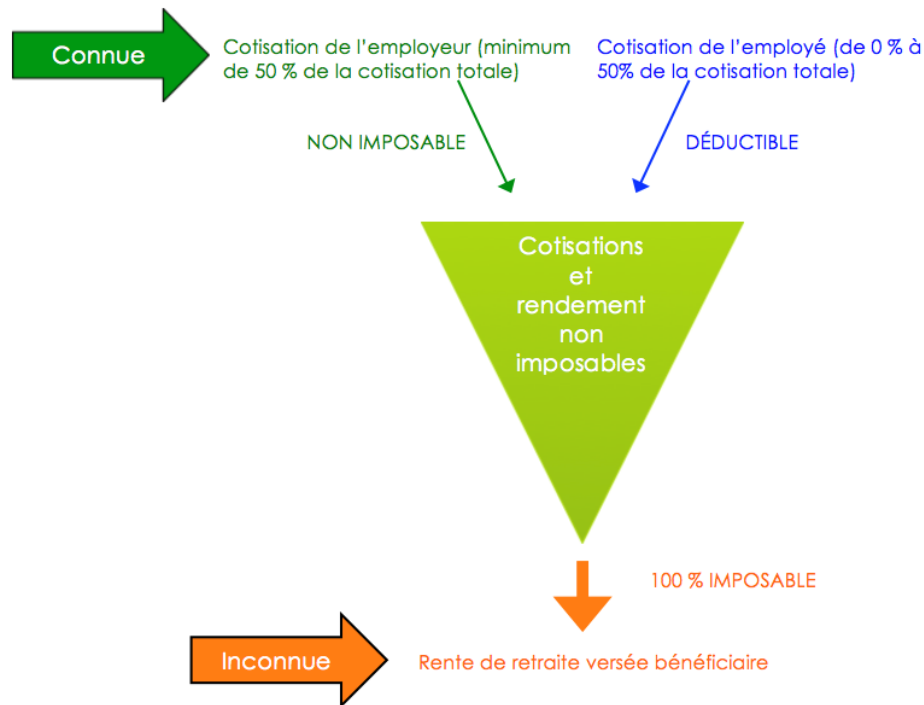 Connue
Cotisation de l'employeur (minimum
de 50 % de la cotisation totale)
Cotisation de l'employé (de 0 % à
50% de la cotisation totale)
NON IMPOSABLE
DÉDUCTIBLE
Cotisations
et
rendement
non
imposables
100 % IMPOSABLE
Inconnue
Rente de retraite versée bénéficiaire